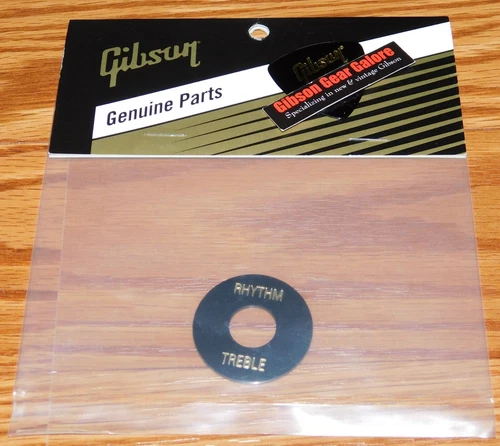 Gibson
Genuine Parts
Gibson
Gibson Gear Galore
Specializing in new & vintage Gibson
RHYTHM
TREBLE